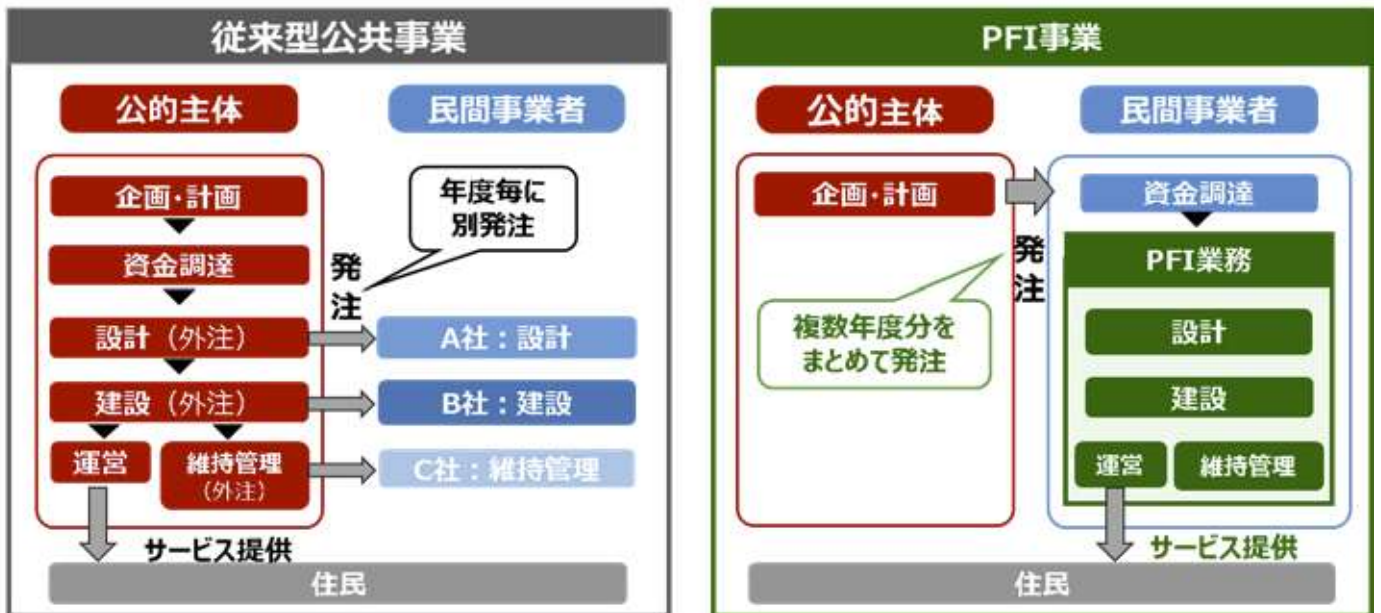 従来型公共事業
公的主体
民間事業者
企画・計画
資金調達
設計（外注）
建設（外注）
運営
維持管理
（外注）
発
注
年度毎に
別発注
A社：設計
B社：建設
C社：維持管理
サービス提供
住民
PFI事業
公的主体
民間事業者
企画・計画
発
注
複数年度分を
まとめて発注
資金調達
PFI業務
設計
建設
運営
維持管理
サービス提供
住民